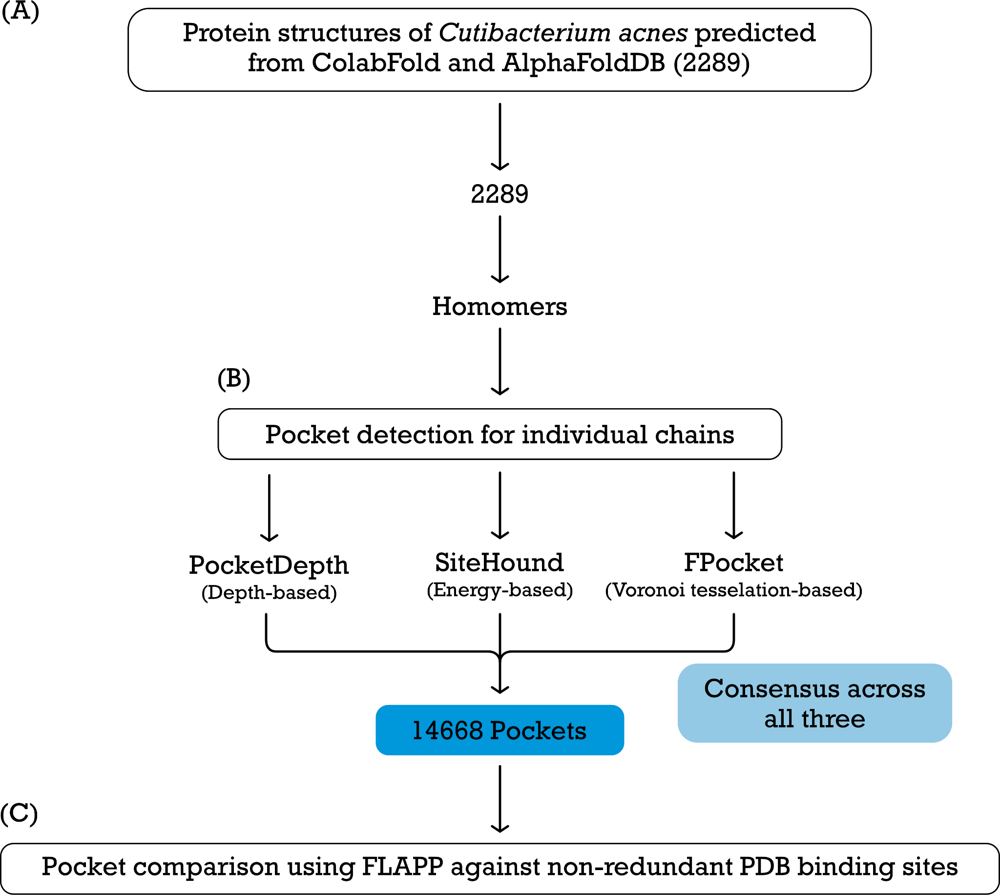 (A)
Protein structures of Cutibacterium acnes predicted
from ColabFold and AlphaFoldDB (2289)
2289
Homomers
(B)
Pocket detection for individual chains
PocketDepth
(Depth-based)
SiteHound
(Energy-based)
FPocket
(Voronoi tesselation-based)
Consensus across
all three
14668 Pockets
(C)
Pocket comparison using FLAPP against non-redundant PDB binding sites